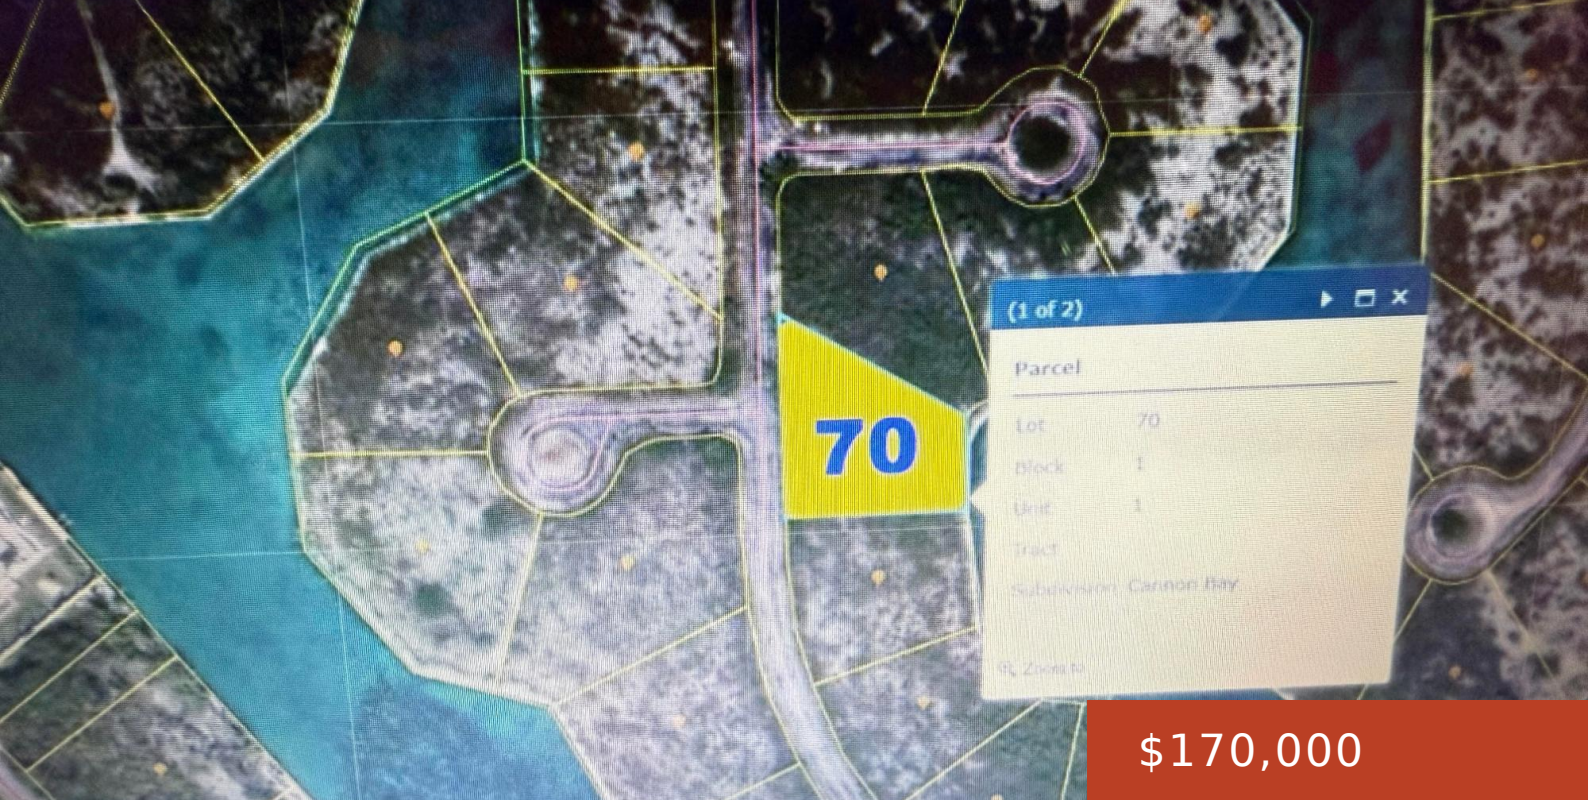 (1 of 2)
Parcel
Lot 70
Block 1
Unit 1
Tract
Subdivision Cannon Bay
Zoom to
70
$170,000